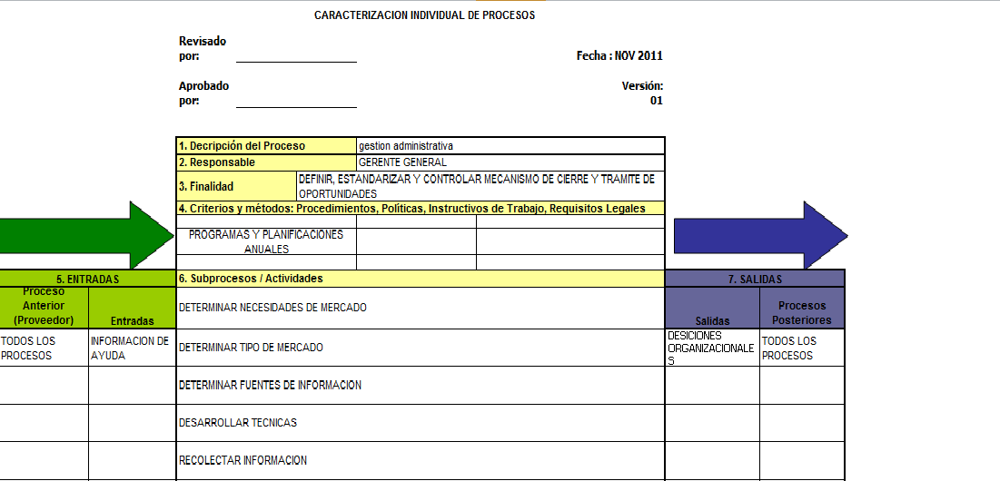 CARACTERIZACION INDIVIDUAL DE PROCESOS
Revisado
por:
Fecha : NOV 2011
Aprobado
por:
Versión:
01
1. Decripción del Proceso
gestion administrativa
2. Responsable
GERENTE GENERAL
3. Finalidad
DEFINIR, ESTANDARIZAR Y CONTROLAR MECANISMO DE CIERRE Y TRAMITE DE
OPORTUNIDADES
4. Criterios y métodos: Procedimientos, Políticas, Instructivos de Trabajo, Requisitos Legales
PROGRAMAS Y PLANIFICACIONES
ANUALES
5. ENTRADAS
6. Subprocesos / Actividades
7. SALIDAS
Proceso
Anterior
(Proveedor)
Entradas
DETERMINAR NECESIDADES DE MERCADO
Salidas
Procesos
Posteriores
TODOS LOS
PROCESOS
INFORMACION DE
AYUDA
DETERMINAR TIPO DE MERCADO
DESICIONES
ORGANIZACIONALE
S
TODOS LOS
PROCESOS
DETERMINAR FUENTES DE INFORMACION
DESARROLLAR TECNICAS
RECOLECTAR INFORMACION